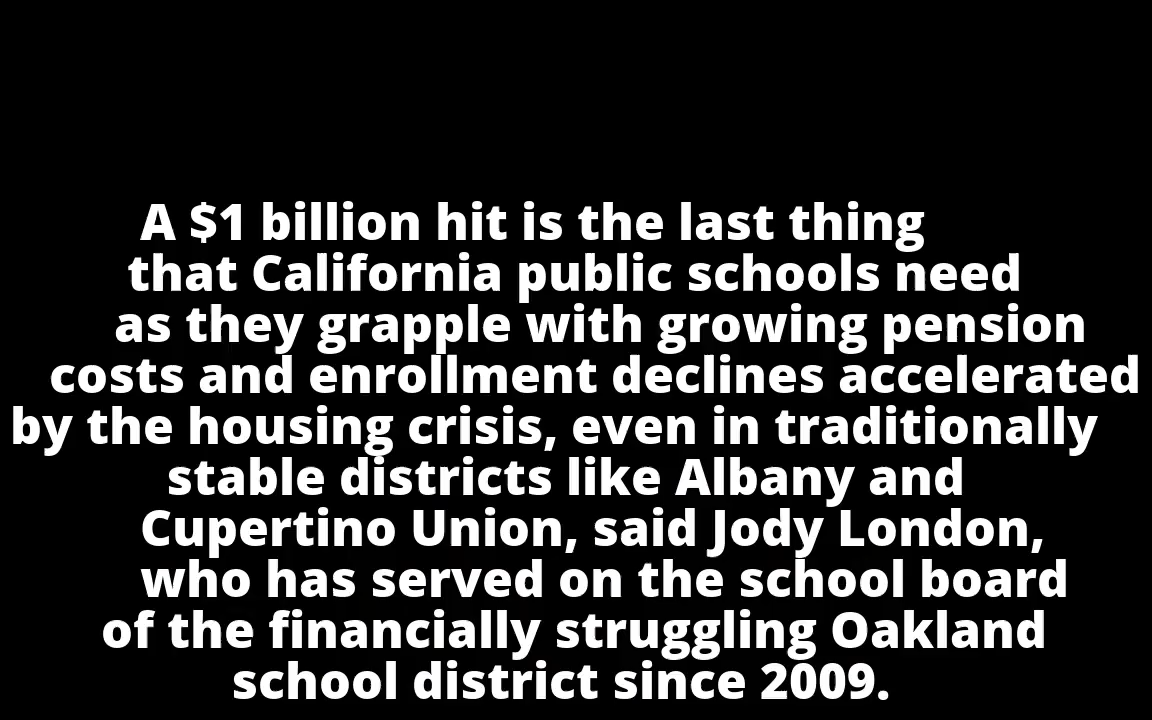 A $1 billion hit is the last thing
that California public schools need
as they grapple with growing pension
costs and enrollment declines accelerated
by the housing crisis, even in traditionally
stable districts like Albany and
Cupertino Union, said Jody London,
who has served on the school board
of the financially struggling Oakland
school district since 2009.